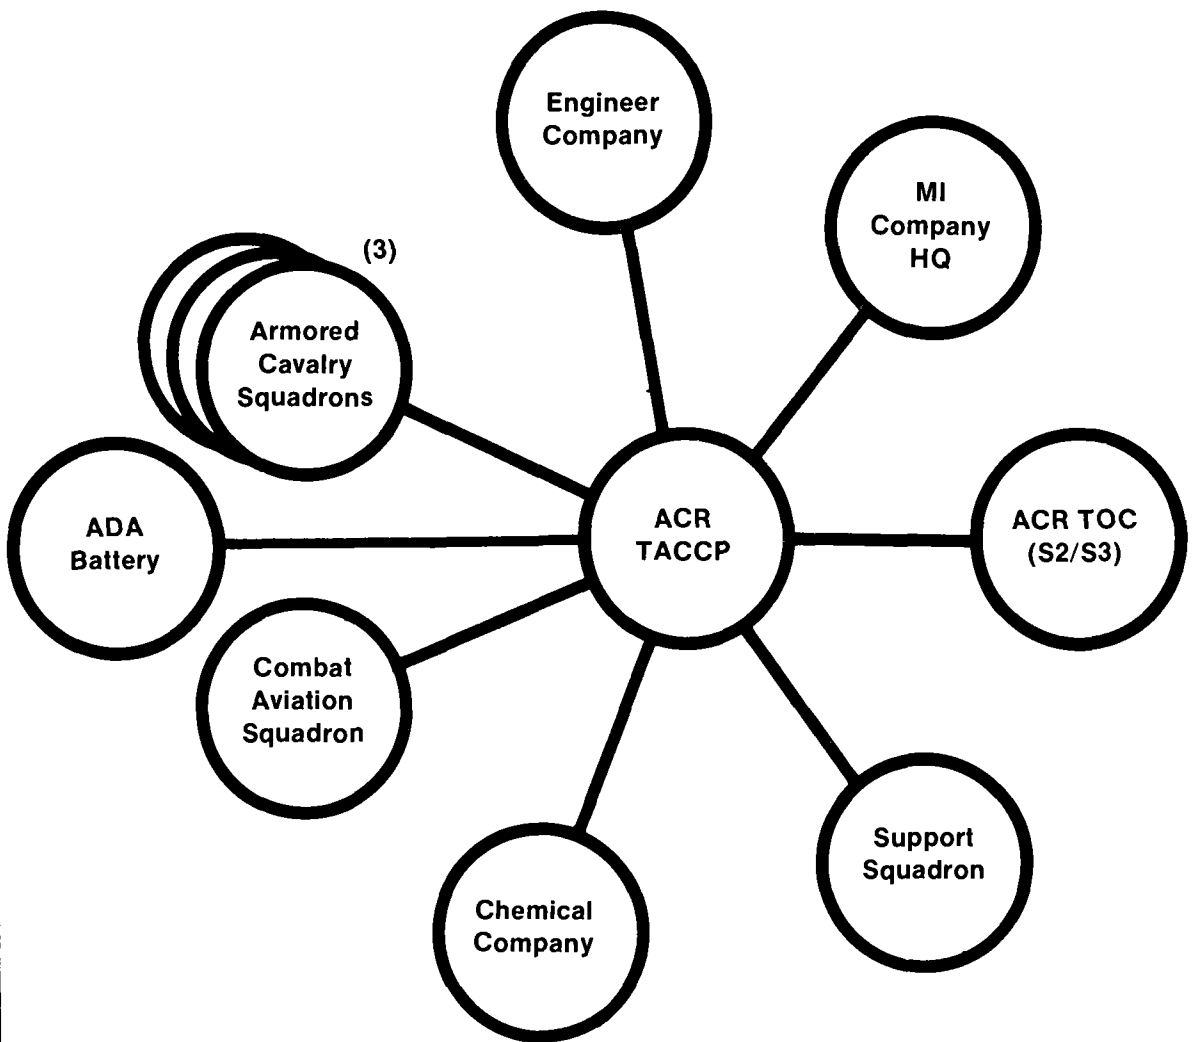 Engineer
Company
MI
Company
HQ
(3)
Armored
Cavalry
Squadrons
ACR
TACCP
ACR TOC
(S2/S3)
ADA
Battery
Combat
Aviation
Squadron
Support
Squadron
Chemical
Company